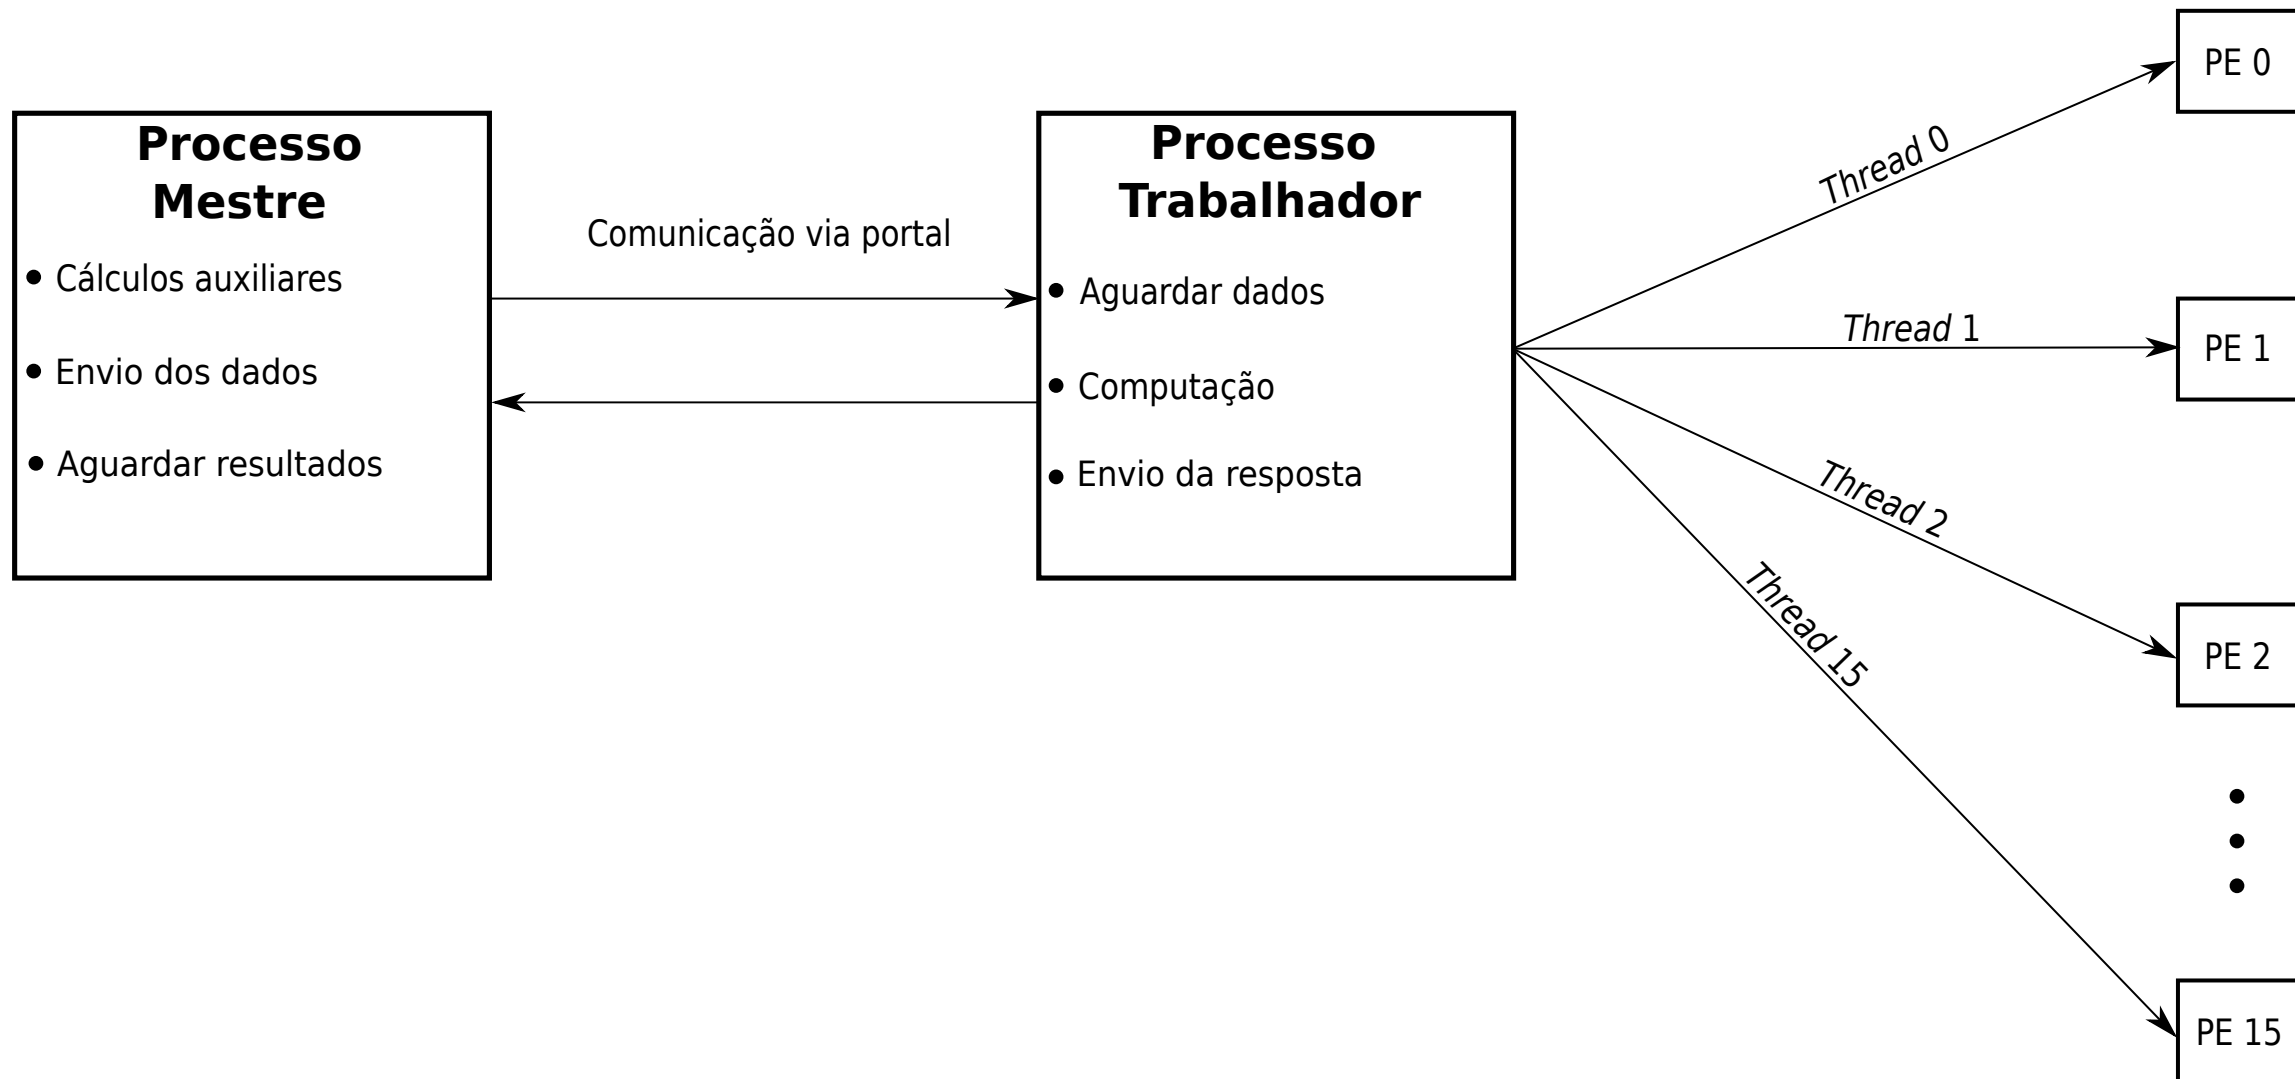 Processo
Mestre
• Cálculos auxiliares
• Envio dos dados
• Aguardar resultados
Comunicação via portal
Processo
Trabalhador
• Aguardar dados
• Computação
• Envio da resposta
Thread 0
Thread 1
Thread 2
Thread 15
PE 0
PE 1
PE 2
PE 15